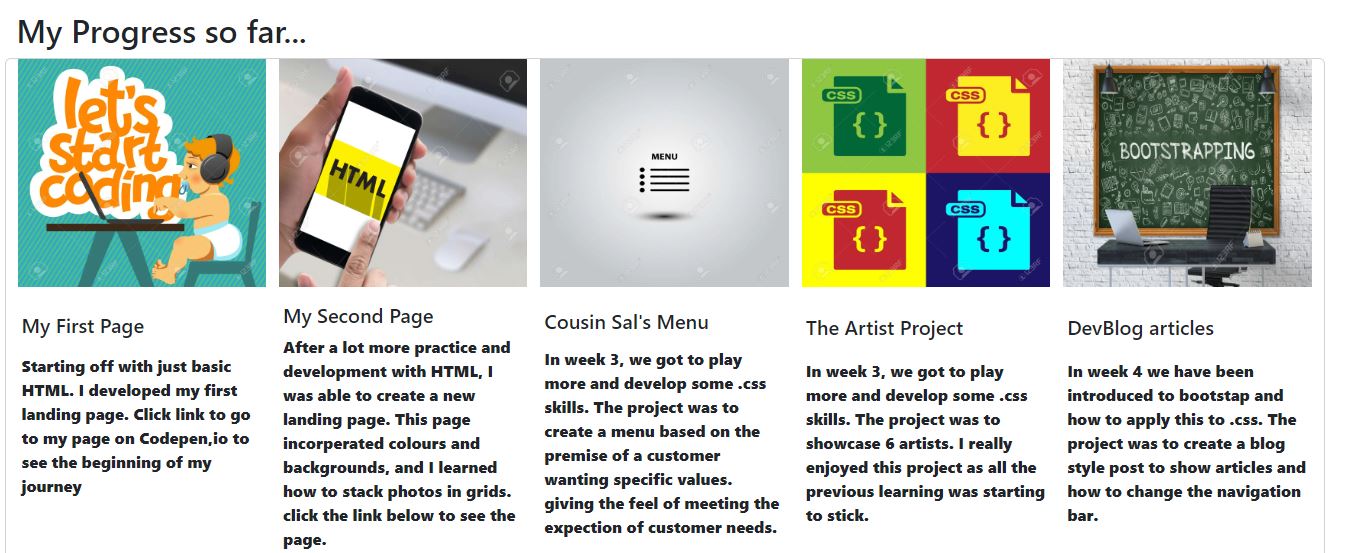 My Progress so far...
let's
start
coding
HTML
MENU
CSS
{ }
CSS
{ }
CSS
{ }
CSS
{ }
BOOTSTRAPPING
My First Page
Starting off with just basic
HTML. I developed my first
landing page. Click link to go
to my page on Codepen,io to
see the beginning of my
journey
My Second Page
After a lot more practice and
development with HTML, I
was able to create a new
landing page. This page
incorperated colours and
backgrounds, and I learned
how to stack photos in grids.
click the link below to see the
page.
Cousin Sal's Menu
In week 3, we got to play
more and develop some .css
skills. The project was to
create a menu based on the
premise of a customer
wanting specific values.
giving the feel of meeting the
expection of customer needs.
The Artist Project
In week 3, we got to play
more and develop some .css
skills. The project was to
showcase 6 artists. I really
enjoyed this project as all the
previous learning was starting
to stick.
DevBlog articles
In week 4 we have been
introduced to bootstap and
how to apply this to .css. The
project was to create a blog
style post to show articles and
how to change the navigation
bar.